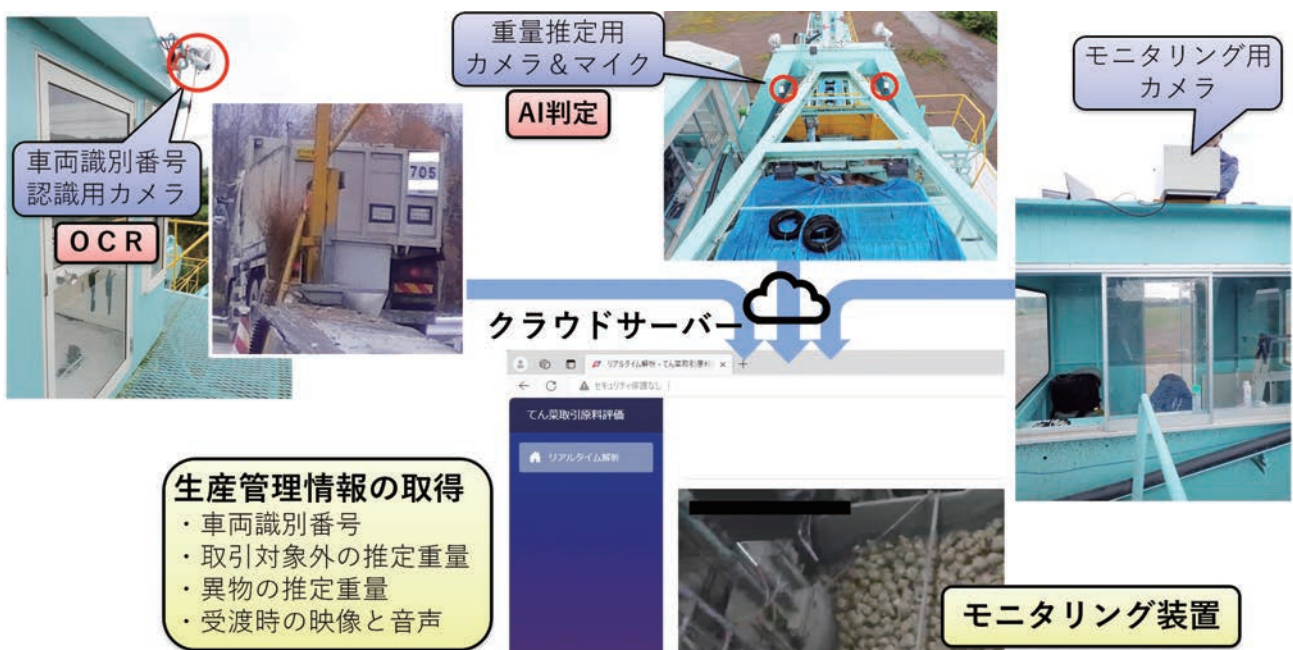 車両識別番号
認識用カメラ
OCR
705
重量推定用
カメラ&マイク
AI判定
モニタリング用
カメラ
クラウドサーバー
セキュリティ保護なし
てん菜取引原料評価
リアルタイム解析
生産管理情報の取得
・車両識別番号
・取引対象外の推定重量
・異物の推定重量
・受渡時の映像と音声
モニタリング装置